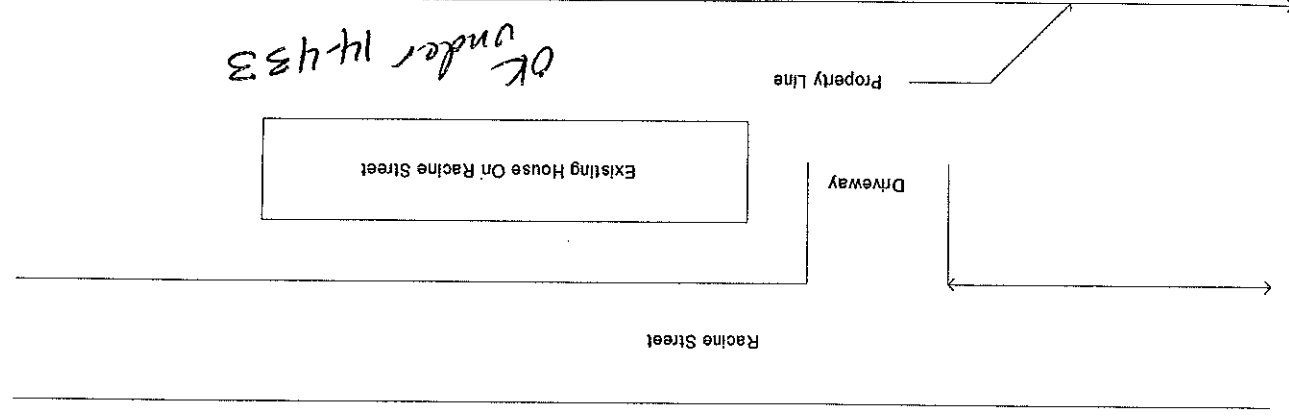 Racine Street
Driveway
Existing House On Racine Street
Property Line
OK
under 14-433